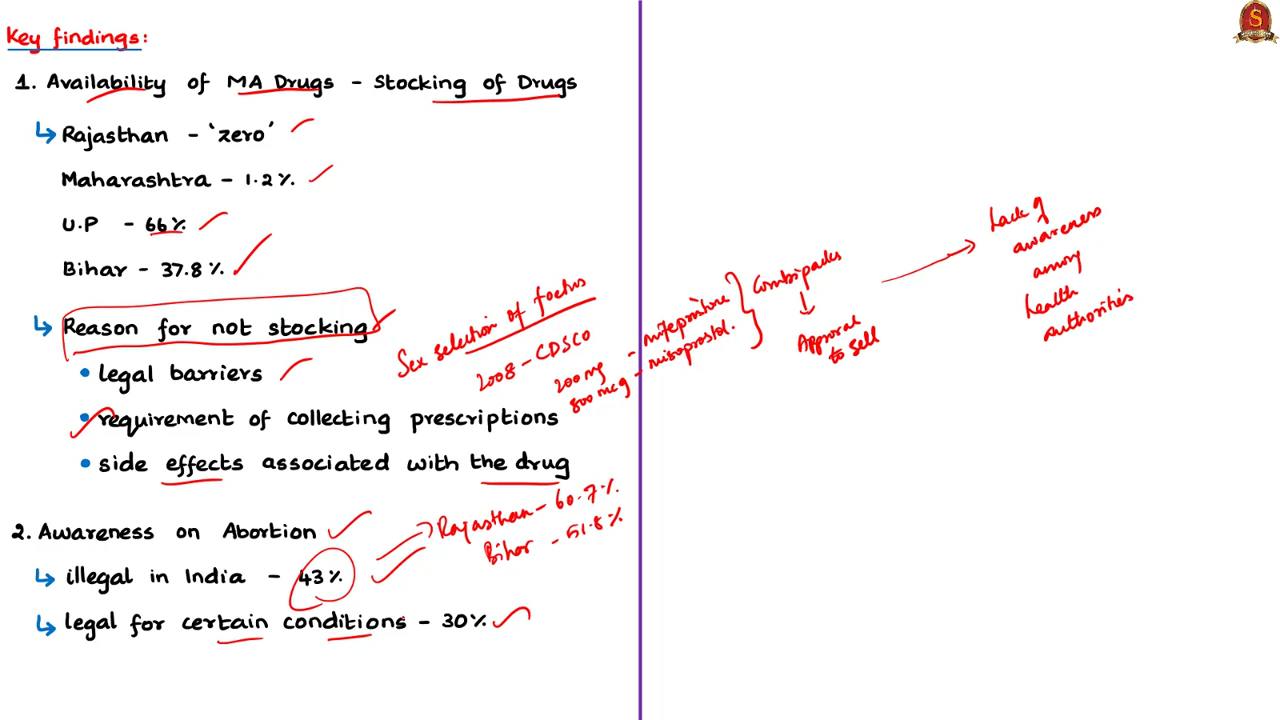 Key findings:
1. Availability of MA Drugs - Stocking of Drugs
↳ Rajasthan - 'zero'
Maharashtra - 1.2%
U.P - 66%
Bihar - 37.8%
↳ Reason for not stocking
• legal barriers
• requirement of collecting prescriptions
• side effects associated with the drug
2. Awareness on Abortion
↳ illegal in India - 43%
↳ legal for certain conditions - 30%
Rajasthan - 60.7%
Bihar - 51.8%
Sex selection of foetus
2008 - CDSCO
200 mg - mifepristone
800 mcg - misoprostol.
Combipacks
↓
Approval
to sell
Lack of
awareness
among
health
authorities
S